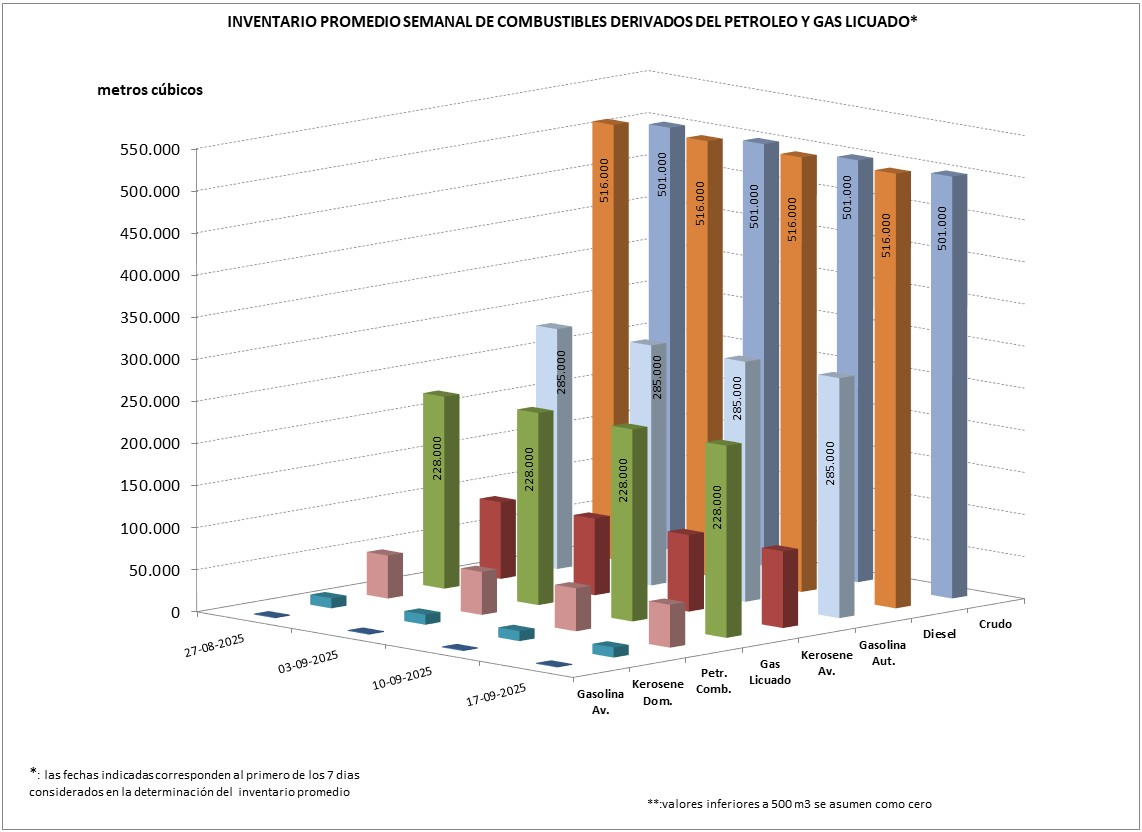 INVENTARIO PROMEDIO SEMANAL DE COMBUSTIBLES DERIVADOS DEL PETROLEO Y GAS LICUADO*
metros cúbicos
550.000
500.000
450.000
400.000
350.000
300.000
250.000
200.000
150.000
100.000
50.000
0
516.000
501.000
516.000
501.000
516.000
501.000
516.000
501.000
285.000
285.000
285.000
285.000
228.000
228.000
228.000
228.000
27-08-2025
03-09-2025
10-09-2025
17-09-2025
Gasolina
Av.
Kerosene
Dom.
Petr.
Comb.
Gas
Licuado
Kerosene
Av.
Gasolina
Aut.
Diesel
Crudo
*: las fechas indicadas corresponden al primero de los 7 dias
considados en la determinación del inventario promedio
**:valores inferiores a 500 m3 se asumen como cero